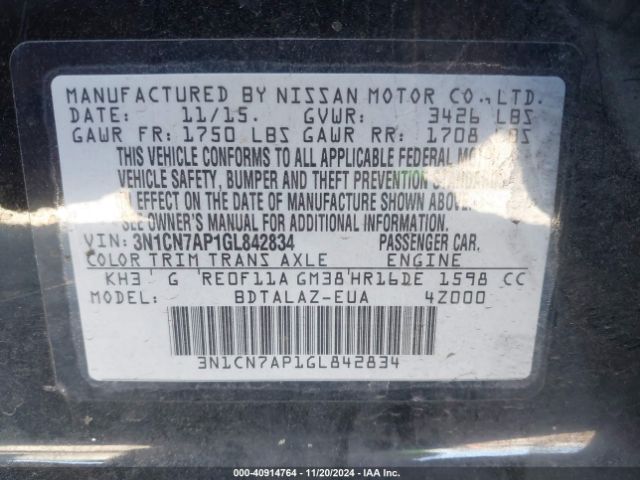 MANUFACTURED BY NISSAN MOTOR CO., LTD.
DATE: 11/15. GVWR: 3426 LBS
GAWR FR: 1750 LBS GAWR RR: 1708 LBS
THIS VEHICLE CONFORMS TO ALL APPLICABLE FEDERAL MOTOR
VEHICLE SAFETY, BUMPER AND THEFT PREVENTION STANDARDS
IN EFFECT ON THE DATE OF MANUFACTURE SHOWN ABOVE.
SEE OWNER'S MANUAL FOR ADDITIONAL INFORMATION.
VIN: 3N1CN7AP1GL842834 PASSENGER CAR.
COLOR TRIM TRANS AXLE ENGINE
KH3 G RE0F11A GM38 HR16DE 1598 CC
MODEL: BDTALAZ-EUA 4Z000
3N1CN7AP1GL842834
000-40914764 - 11/20/2024 - IAA Inc.